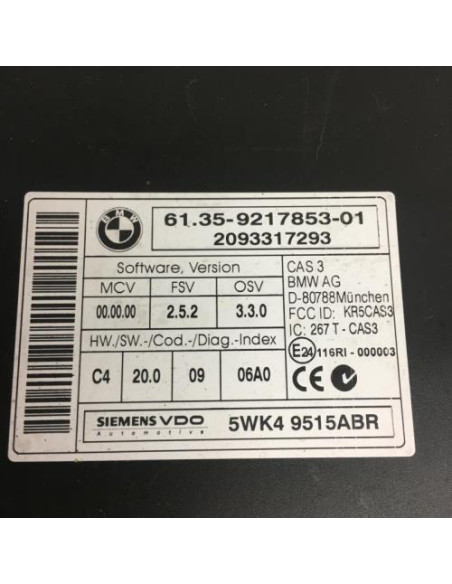 BMW
61.35-9217853-01
2093317293
Software, Version
MCV FSV OSV
00.00.00 2.5.2 3.3.0
HW./SW.-/Cod.-/Diag.-Index
C4 20.0 09 06A0
CAS 3
BMW AG
D-80788München
FCC ID: KR5CAS3
IC: 267 T - CAS3
E24 116RI - 000003
SIEMENS VDO
Automotive
5WK4 9515ABR